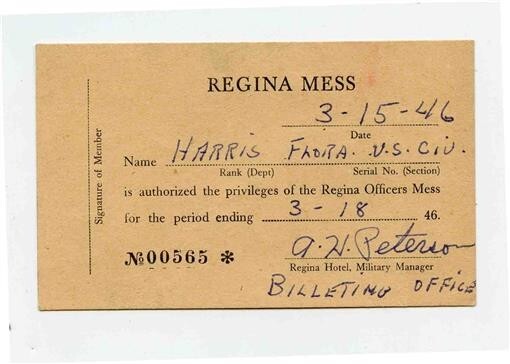 REGINA MESS
3-15-46
Date
Signature of Member
Name HARRIS FLORA. U.S. CIV.
Rank (Dept) Serial No. (Section)
is authorized the privileges of the Regina Officers Mess
for the period ending 3-18 46.
A. H. Peterson
№00565 *
Regina Hotel, Military Manager
BILLETING OFFICE